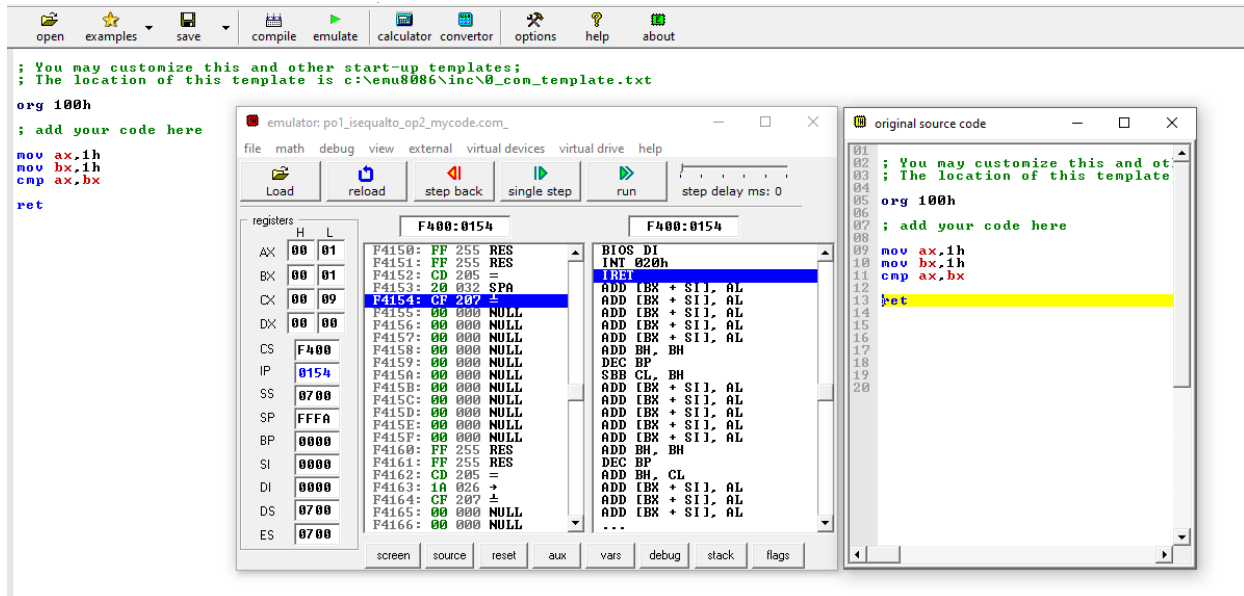 open examples save compile emulate calculator convertor options help about
; You may customize this and other start-up templates;
; The location of this template is c:\emu8086\inc\0_com_template.txt
org 100h
; add your code here
mov ax,1h
mov bx,1h
cmp ax,bx
ret
emulator: po1_isequalto_op2_mycode.com_
file math debug view external virtual devices virtual drive help
Load reload step back single step run step delay ms: 0
registers
H L
AX 00 01
BX 00 01
CX 00 09
DX 00 00
CS F400
IP 0154
SS 0700
SP FFFA
BP 0000
SI 0000
DI 0000
DS 0700
ES 0700
F400:0154
F4150: FF 255 RES
F4151: FF 255 RES
F4152: CD 205 =
F4153: 20 032 SPA
F4154: CF 207 ╧
F4155: 00 000 NULL
F4156: 00 000 NULL
F4157: 00 000 NULL
F4158: 00 000 NULL
F4159: 00 000 NULL
F415A: 00 000 NULL
F415B: 00 000 NULL
F415C: 00 000 NULL
F415D: 00 000 NULL
F415E: 00 000 NULL
F415F: 00 000 NULL
F4160: FF 255 RES
F4161: FF 255 RES
F4162: CD 205 =
F4163: 1A 026 →
F4164: CF 207 ╧
F4165: 00 000 NULL
F4166: 00 000 NULL
F400:0154
BIOS DI
INT 020h
IRET
ADD [BX + SI], AL
ADD [BX + SI], AL
ADD [BX + SI], AL
ADD [BX + SI], AL
ADD [BX + SI], AL
ADD BH, BH
DEC BP
SBB CL, BH
ADD [BX + SI], AL
ADD [BX + SI], AL
ADD [BX + SI], AL
ADD [BX + SI], AL
ADD [BX + SI], AL
ADD BH, BH
DEC BP
ADD BH, CL
ADD [BX + SI], AL
ADD [BX + SI], AL
ADD [BX + SI], AL
...
screen source reset aux vars debug stack flags
original source code
01
02 ; You may customize this and ot
03 ; The location of this template
04
05 org 100h
06
07 ; add your code here
08
09 mov ax,1h
10 mov bx,1h
11 cmp ax,bx
12
13 ret
14
15
16
17
18
19
20